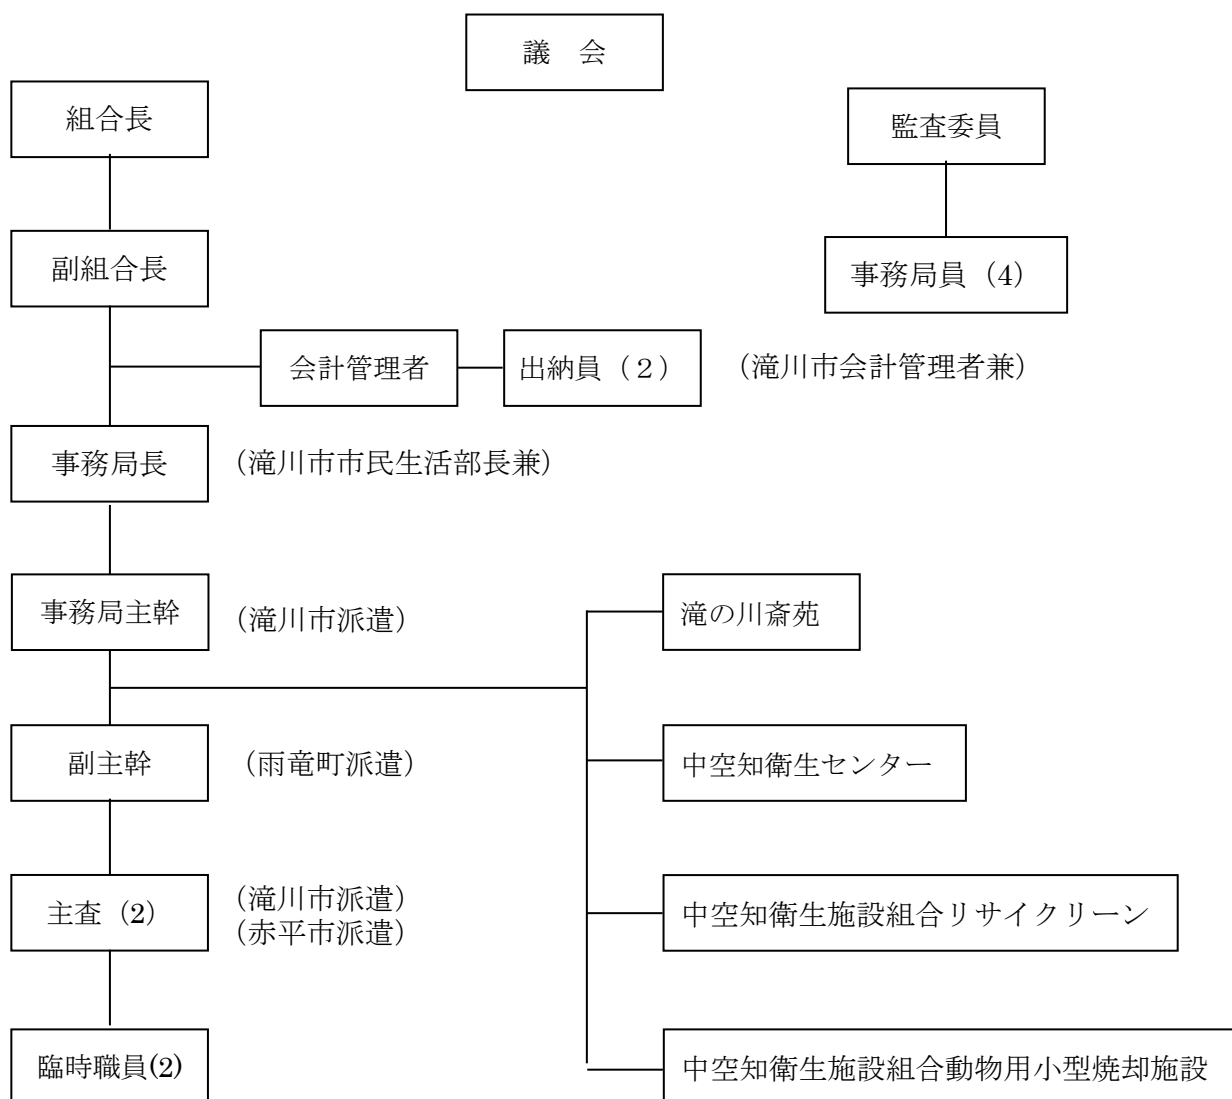 議　会
組合長
監査委員
副組合長
事務局員（4）
会計管理者
出納員（２）
（滝川市会計管理者兼）
事務局長
（滝川市市民生活部長兼）
事務局主幹
（滝川市派遣）
滝の川斎苑
副主幹
（雨竜町派遣）
中空知衛生センター
主査（2）
（滝川市派遣）
（赤平市派遣）
中空知衛生施設組合リサイクリーン
臨時職員(2)
中空知衛生施設組合動物用小型焼却施設